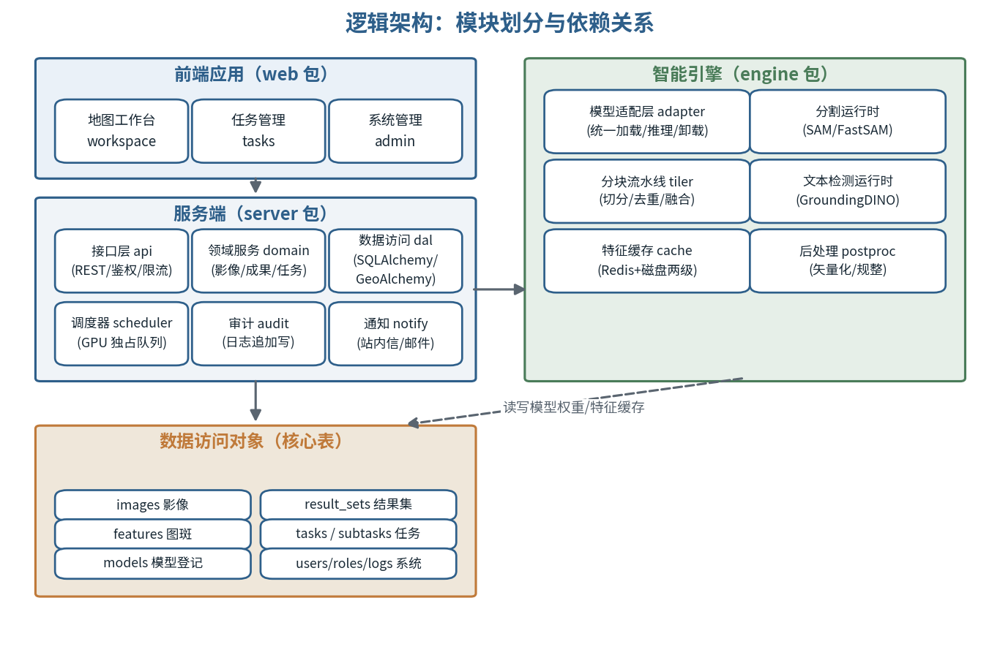 逻辑架构：模块划分与依赖关系
前端应用（web 包）
地图工作台
workspace
任务管理
tasks
系统管理
admin
服务端（server 包）
接口层 api
(REST/鉴权/限流)
领域服务 domain
(影像/成果/任务)
数据访问 dal
(SQLAlchemy/
GeoAlchemy)
调度器 scheduler
(GPU 独占队列)
审计 audit
(日志追加写)
通知 notify
(站内信/邮件)
智能引擎（engine 包）
模型适配层 adapter
(统一加载/推理/卸载)
分割运行时
(SAM/FastSAM)
分块流水线 tiler
(切分/去重/融合)
文本检测运行时
(GroundingDINO)
特征缓存 cache
(Redis+磁盘两级)
后处理 postproc
(矢量化/规整)
读写模型权重/特征缓存
数据访问对象（核心表）
images 影像
result_sets 结果集
features 图斑
tasks / subtasks 任务
models 模型登记
users/roles/logs 系统